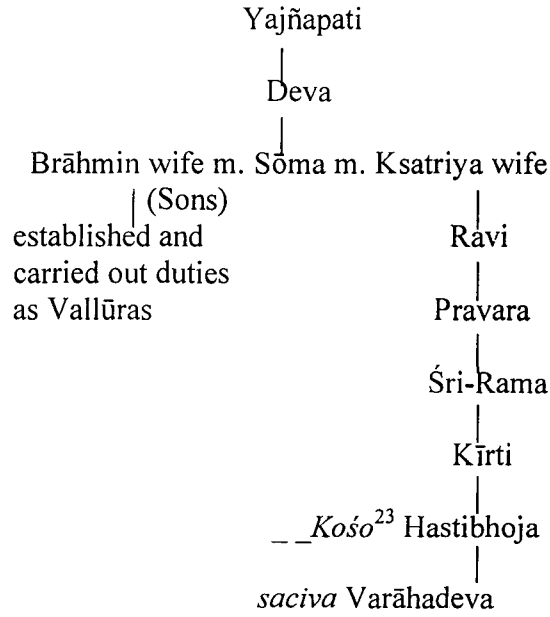 Yajñapati
Deva
Brāhmin wife m. Sōma m. Ksatriya wife
(Sons)
established and
carried out duties
as Vallūras
Ravi
Pravara
Śri-Rama
Kīrti
_ _Kośo23 Hastibhoja
saciva Varāhadeva